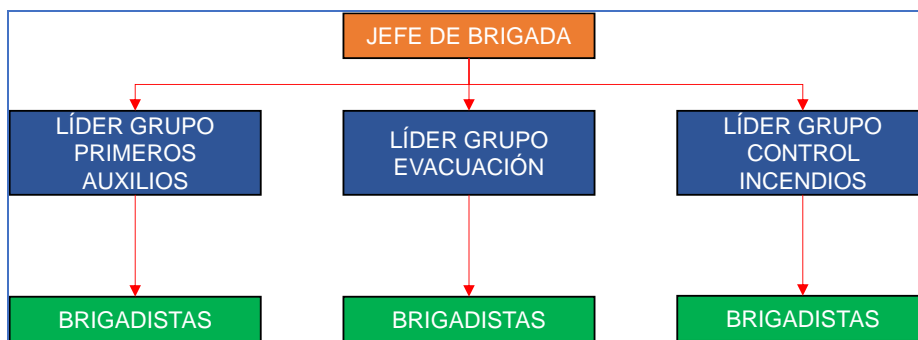 JEFE DE BRIGADA
LÍDER GRUPO
PRIMEROS
AUXILIOS
LÍDER GRUPO
EVACUACIÓN
LÍDER GRUPO
CONTROL
INCENDIOS
BRIGADISTAS
BRIGADISTAS
BRIGADISTAS